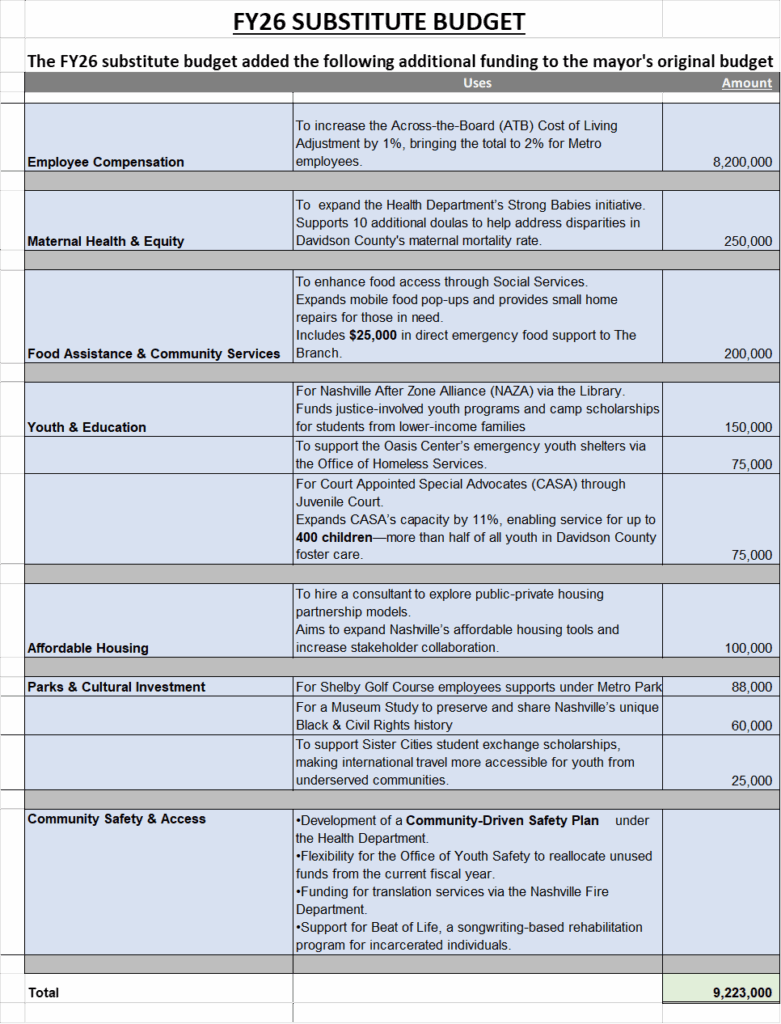 FY26 SUBSTITUTE BUDGET
The FY26 substitute budget added the following additional funding to the mayor's original budget
Uses Amount
To increase the Across-the-Board (ATB) Cost of Living
Adjustment by 1%, bringing the total to 2% for Metro
Employee Compensation employees. 8,200,000
To expand the Health Department's Strong Babies initiative.
Supports 10 additional doulas to help address disparities in
Maternal Health & Equity Davidson County's maternal mortality rate. 250,000
To enhance food access through Social Services.
Expands mobile food pop-ups and provides small home
repairs for those in need.
Includes $25,000 in direct emergency food support to The
Food Assistance & Community Services Branch. 200,000
For Nashville After Zone Alliance (NAZA) via the Library.
Funds justice-involved youth programs and camp scholarships
Youth & Education for students from lower-income families 150,000
To support the Oasis Center's emergency youth shelters via
the Office of Homeless Services. 75,000
For Court Appointed Special Advocates (CASA) through
Juvenile Court.
Expands CASA's capacity by 11%, enabling service for up to
400 children—more than half of all youth in Davidson County
foster care. 75,000
To hire a consultant to explore public-private housing
partnership models.
Aims to expand Nashville's affordable housing tools and
Affordable Housing increase stakeholder collaboration. 100,000
Parks & Cultural Investment For Shelby Golf Course employees supports under Metro Park 88,000
For a Museum Study to preserve and share Nashville's unique
Black & Civil Rights history 60,000
To support Sister Cities student exchange scholarships,
making international travel more accessible for youth from
underserved communities. 25,000
Community Safety & Access •Development of a Community-Driven Safety Plan under
the Health Department.
•Flexibility for the Office of Youth Safety to reallocate unused
funds from the current fiscal year.
•Funding for translation services via the Nashville Fire
Department.
•Support for Beat of Life, a songwriting-based rehabilitation
program for incarcerated individuals.
Total 9,223,000